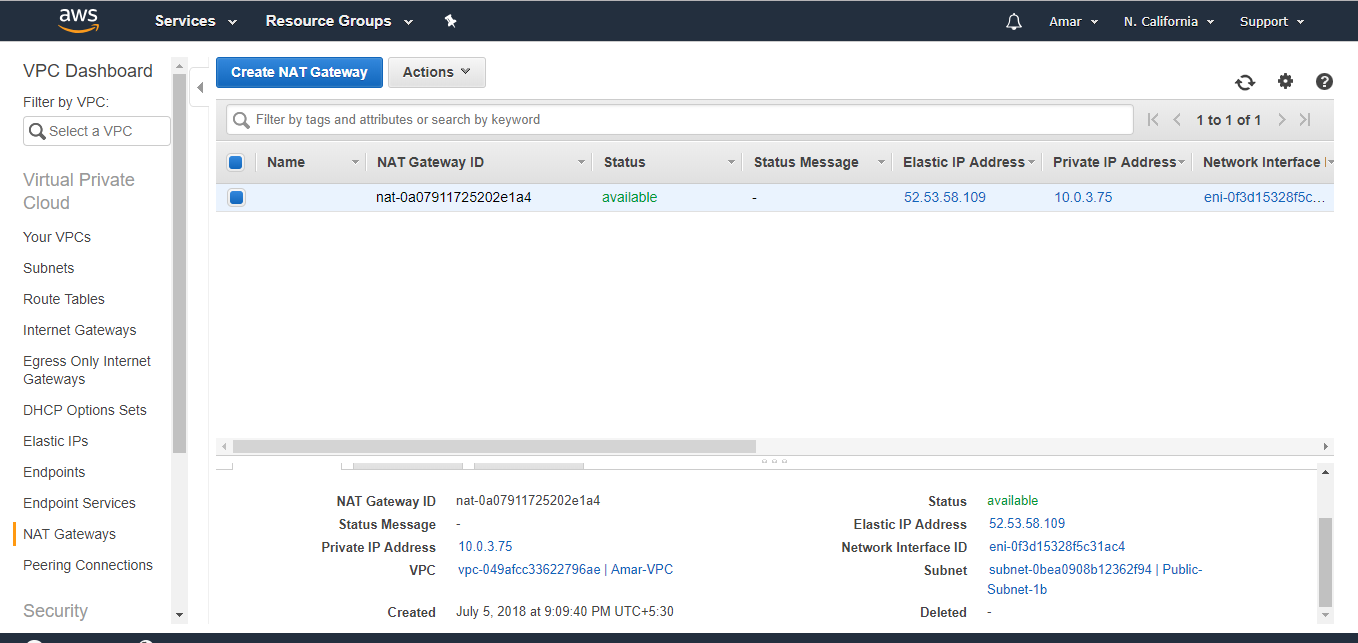 aws Services Resource Groups Amar N. California Support
VPC Dashboard
Filter by VPC:
Select a VPC
Virtual Private
Cloud
Your VPCs
Subnets
Route Tables
Internet Gateways
Egress Only Internet
Gateways
DHCP Options Sets
Elastic IPs
Endpoints
Endpoint Services
NAT Gateways
Peering Connections
Security
Create NAT Gateway Actions
Filter by tags and attributes or search by keyword 1 to 1 of 1
Name NAT Gateway ID Status Status Message Elastic IP Address Private IP Address Network Interface
nat-0a07911725202e1a4 available - 52.53.58.109 10.0.3.75 eni-0f3d15328f5c...
NAT Gateway ID nat-0a07911725202e1a4 Status available
Status Message - Elastic IP Address 52.53.58.109
Private IP Address 10.0.3.75 Network Interface ID eni-0f3d15328f5c31ac4
VPC vpc-049afcc33622796ae | Amar-VPC Subnet subnet-0bea0908b12362f94 | Public-
Subnet-1b
Created July 5, 2018 at 9:09:40 PM UTC+5:30 Deleted -